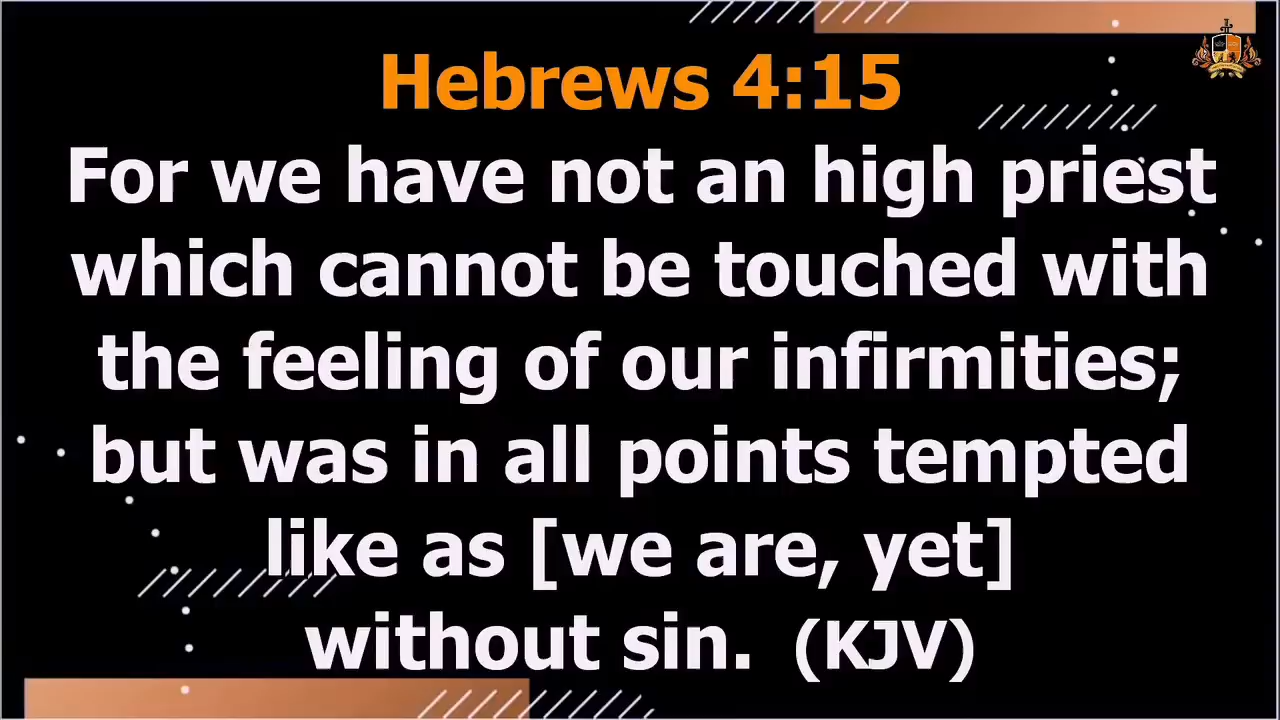 Hebrews 4:15
For we have not an high priest
which cannot be touched with
the feeling of our infirmities;
but was in all points tempted
like as [we are, yet]
without sin. (KJV)